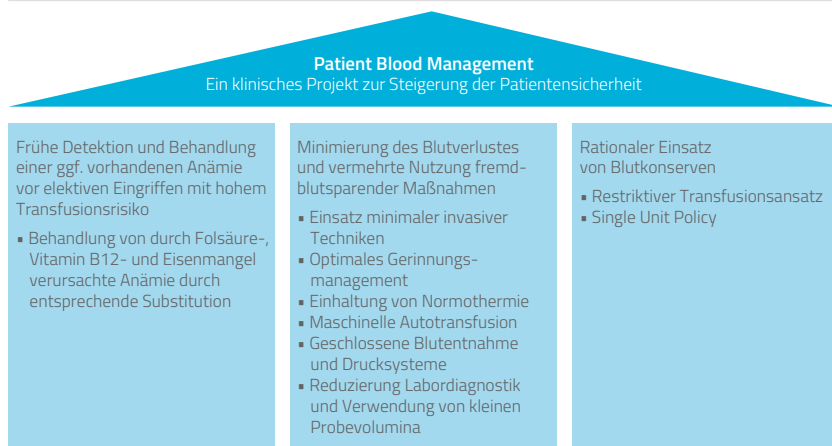 Patient Blood Management
Ein klinisches Projekt zur Steigerung der Patientensicherheit
Frühe Detektion und Behandlung
einer ggf. vorhandenen Anämie
vor elektiven Eingriffen mit hohem
Transfusionsrisiko
▪ Behandlung von durch Folsäure-,
Vitamin B12- und Eisenmangel
verursachte Anämie durch
entsprechende Substitution
Minimierung des Blutverlustes
und vermehrte Nutzung fremd-
blutsparender Maßnahmen
▪ Einsatz minimaler invasiver
Techniken
▪ Optimales Gerinnungs-
management
▪ Einhaltung von Normothermie
▪ Maschinelle Autotransfusion
▪ Geschlossene Blutentnahme
und Drucksysteme
▪ Reduzierung Labordiagnostik
und Verwendung von kleinen
Probevolumina
Rationaler Einsatz
von Blutkonserven
▪ Restriktiver Transfusionsansatz
▪ Single Unit Policy